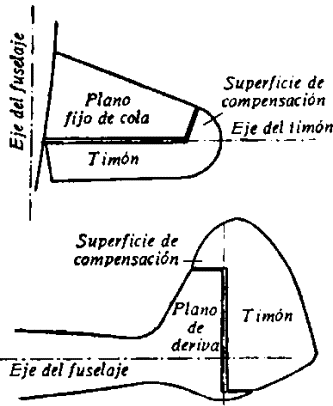 Eje del fuselaje
Plano
fijo de cola
Superficie de
compensación
Eje del timón
Timón
Superficie de
compensación
Plano
de
deriva
Timón
Eje del fuselaje